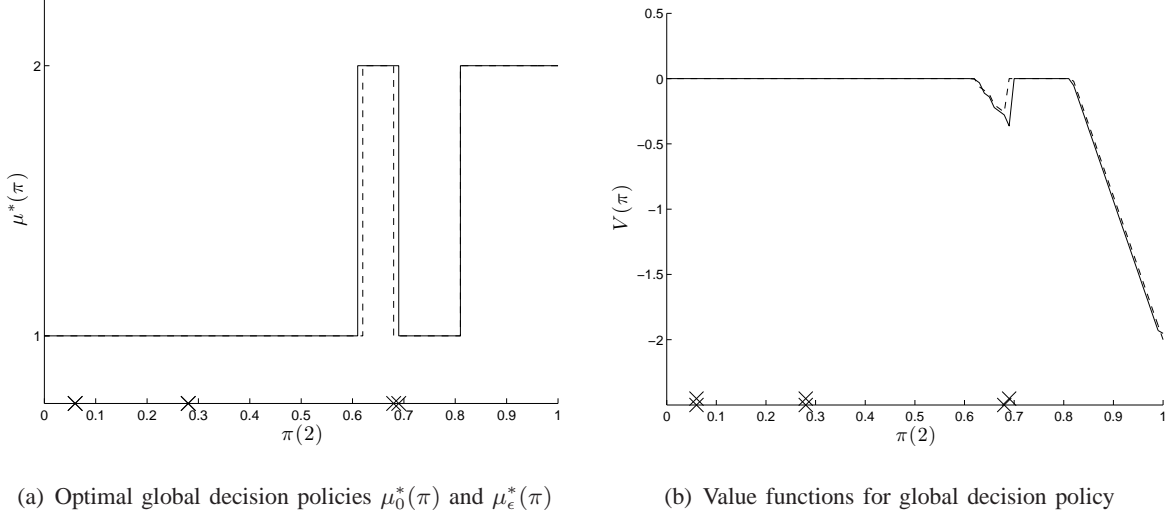 2
1
μ*(π)
0 0.1 0.2 0.3 0.4 0.5 0.6 0.7 0.8 0.9 1
π(2)
(a) Optimal global decision policies μ₀*(π) and μ_ϵ*(π)
0.5
0
−0.5
−1
−1.5
−2
V(π)
0 0.1 0.2 0.3 0.4 0.5 0.6 0.7 0.8 0.9 1
π(2)
(b) Value functions for global decision policy